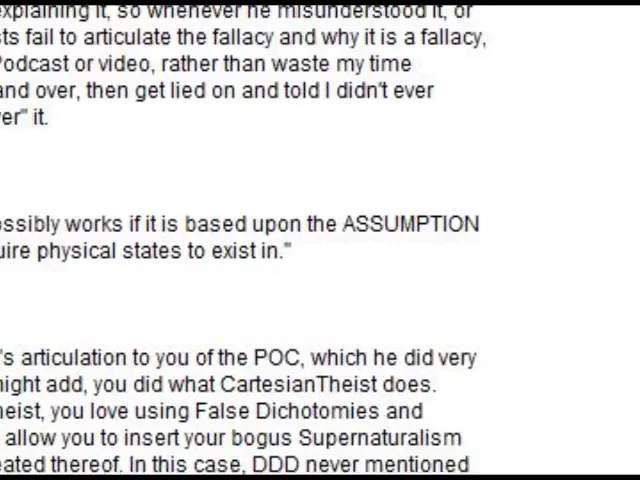 explaining it, so whenever he misunderstood it, or
sts fail to articulate the fallacy and why it is a fallacy,
Podcast or video, rather than waste my time
and over, then get lied on and told I didn't ever
er" it.
ossibly works if it is based upon the ASSUMPTION
uire physical states to exist in."
's articulation to you of the POC, which he did very
might add, you did what CartesianTheist does.
heist, you love using False Dichotomies and
allow you to insert your bogus Supernaturalism
eated thereof. In this case, DDD never mentioned